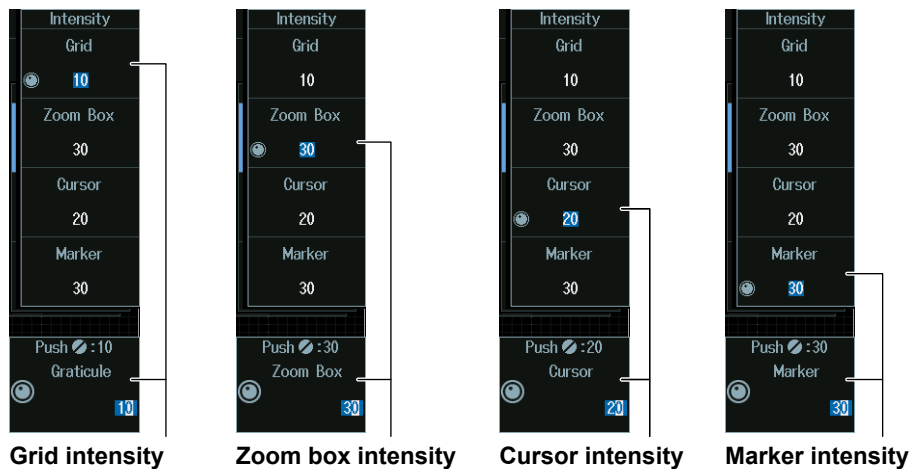 Intensity
Grid
10
Zoom Box
30
Cursor
20
Marker
30
Push :10
Graticule
10
Grid intensity
Intensity
Grid
10
Zoom Box
30
Cursor
20
Marker
30
Push :30
Zoom Box
30
Zoom box intensity
Intensity
Grid
10
Zoom Box
30
Cursor
20
Marker
30
Push :20
Cursor
20
Cursor intensity
Intensity
Grid
10
Zoom Box
30
Cursor
20
Marker
30
Push :30
Marker
30
Marker intensity